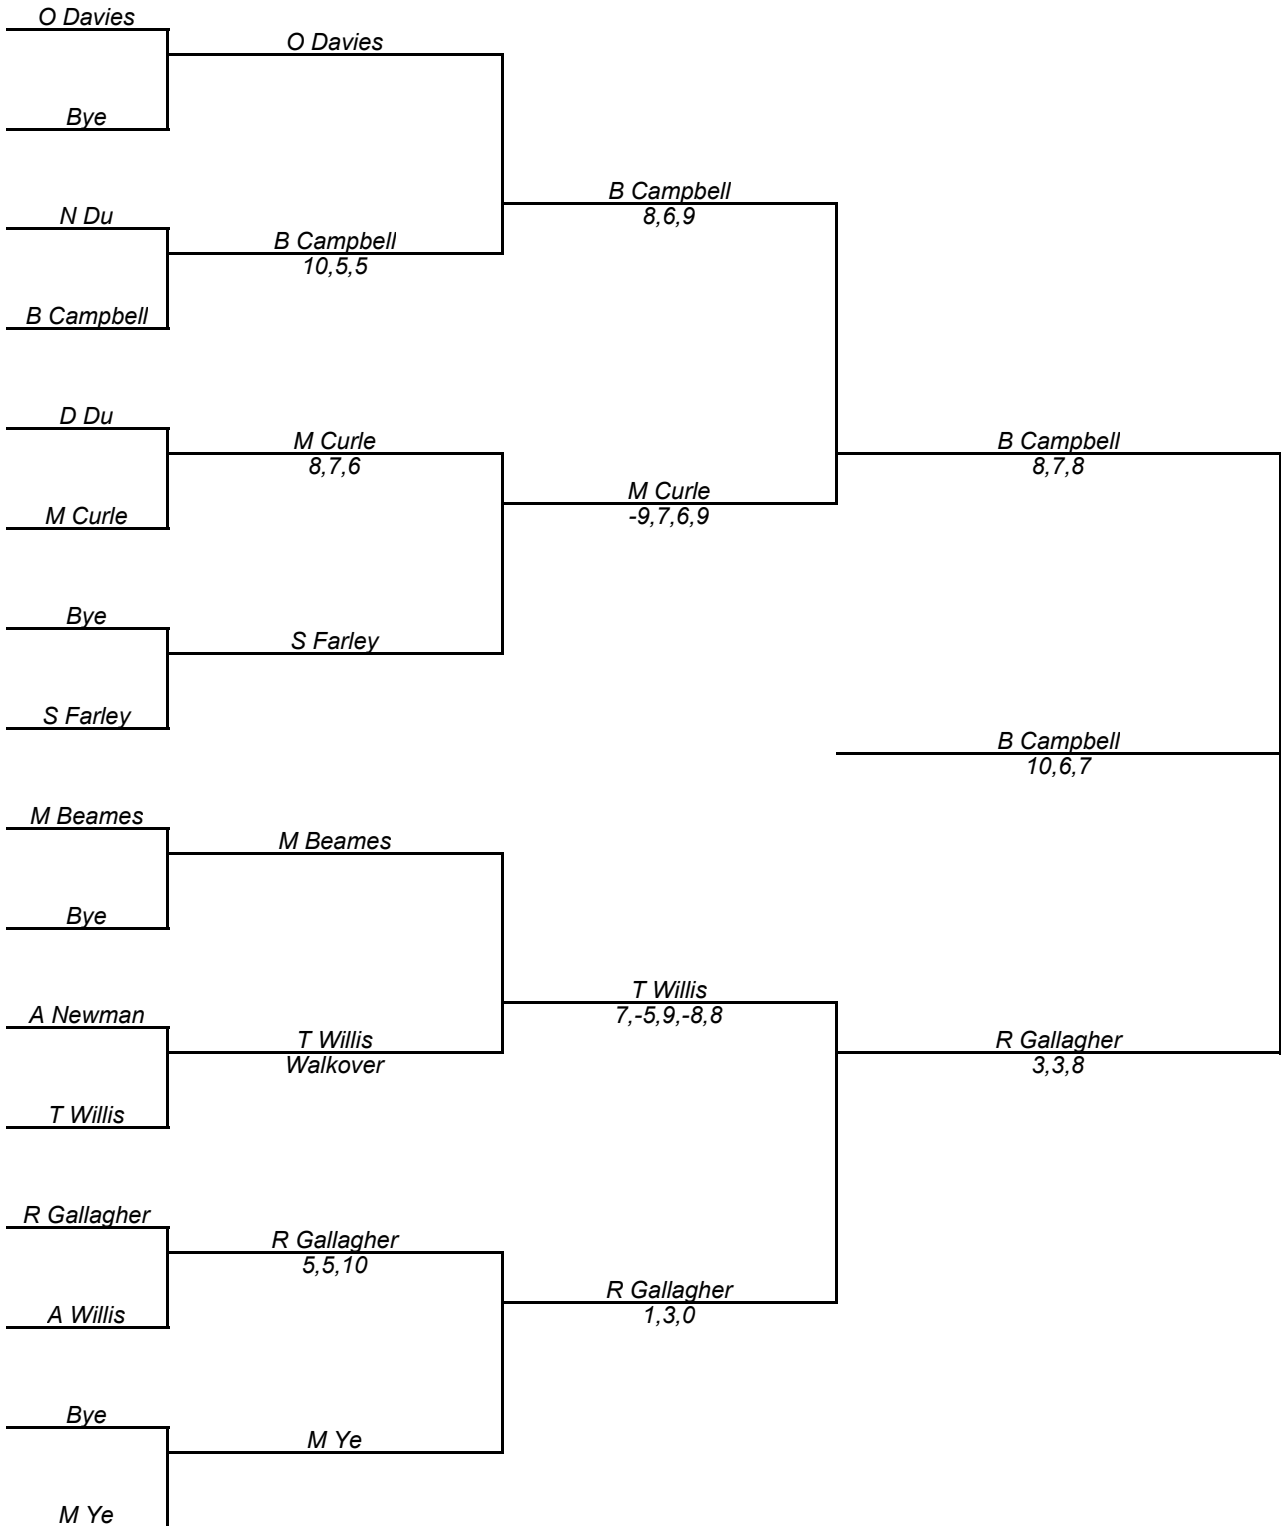 O Davies
O Davies
Bye
B Campbell
8,6,9
N Du
B Campbell
10,5,5
B Campbell
D Du
M Curle
8,7,6
B Campbell
8,7,8
M Curle
-9,7,6,9
M Curle
Bye
S Farley
S Farley
B Campbell
10,6,7
M Beames
M Beames
Bye
T Willis
7,-5,9,-8,8
A Newman
T Willis
Walkover
R Gallagher
3,3,8
T Willis
R Gallagher
R Gallagher
5,5,10
R Gallagher
1,3,0
A Willis
Bye
M Ye
M Ye